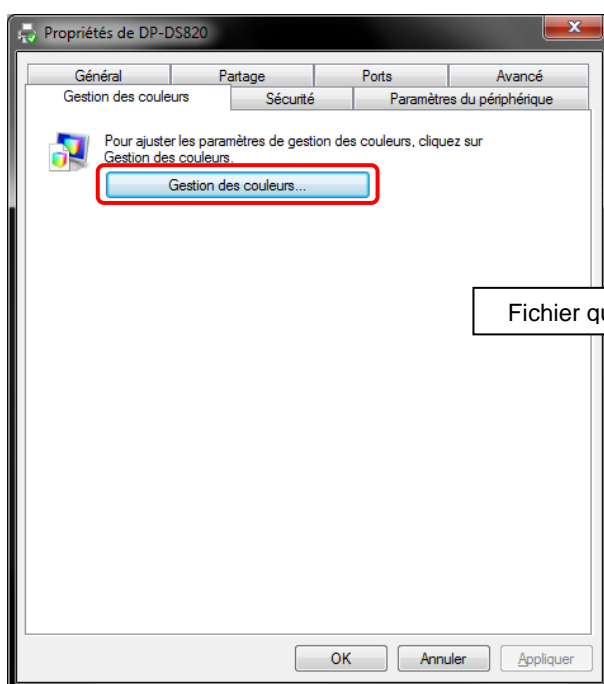 Propriétés de DP-DS820
Général Partage Ports Avancé
Gestion des couleurs Sécurité Paramètres du périphérique
Pour ajuster les paramètres de gestion des couleurs, cliquez sur
Gestion des couleurs.
Gestion des couleurs...
Fichier qu
OK Annuler Appliquer